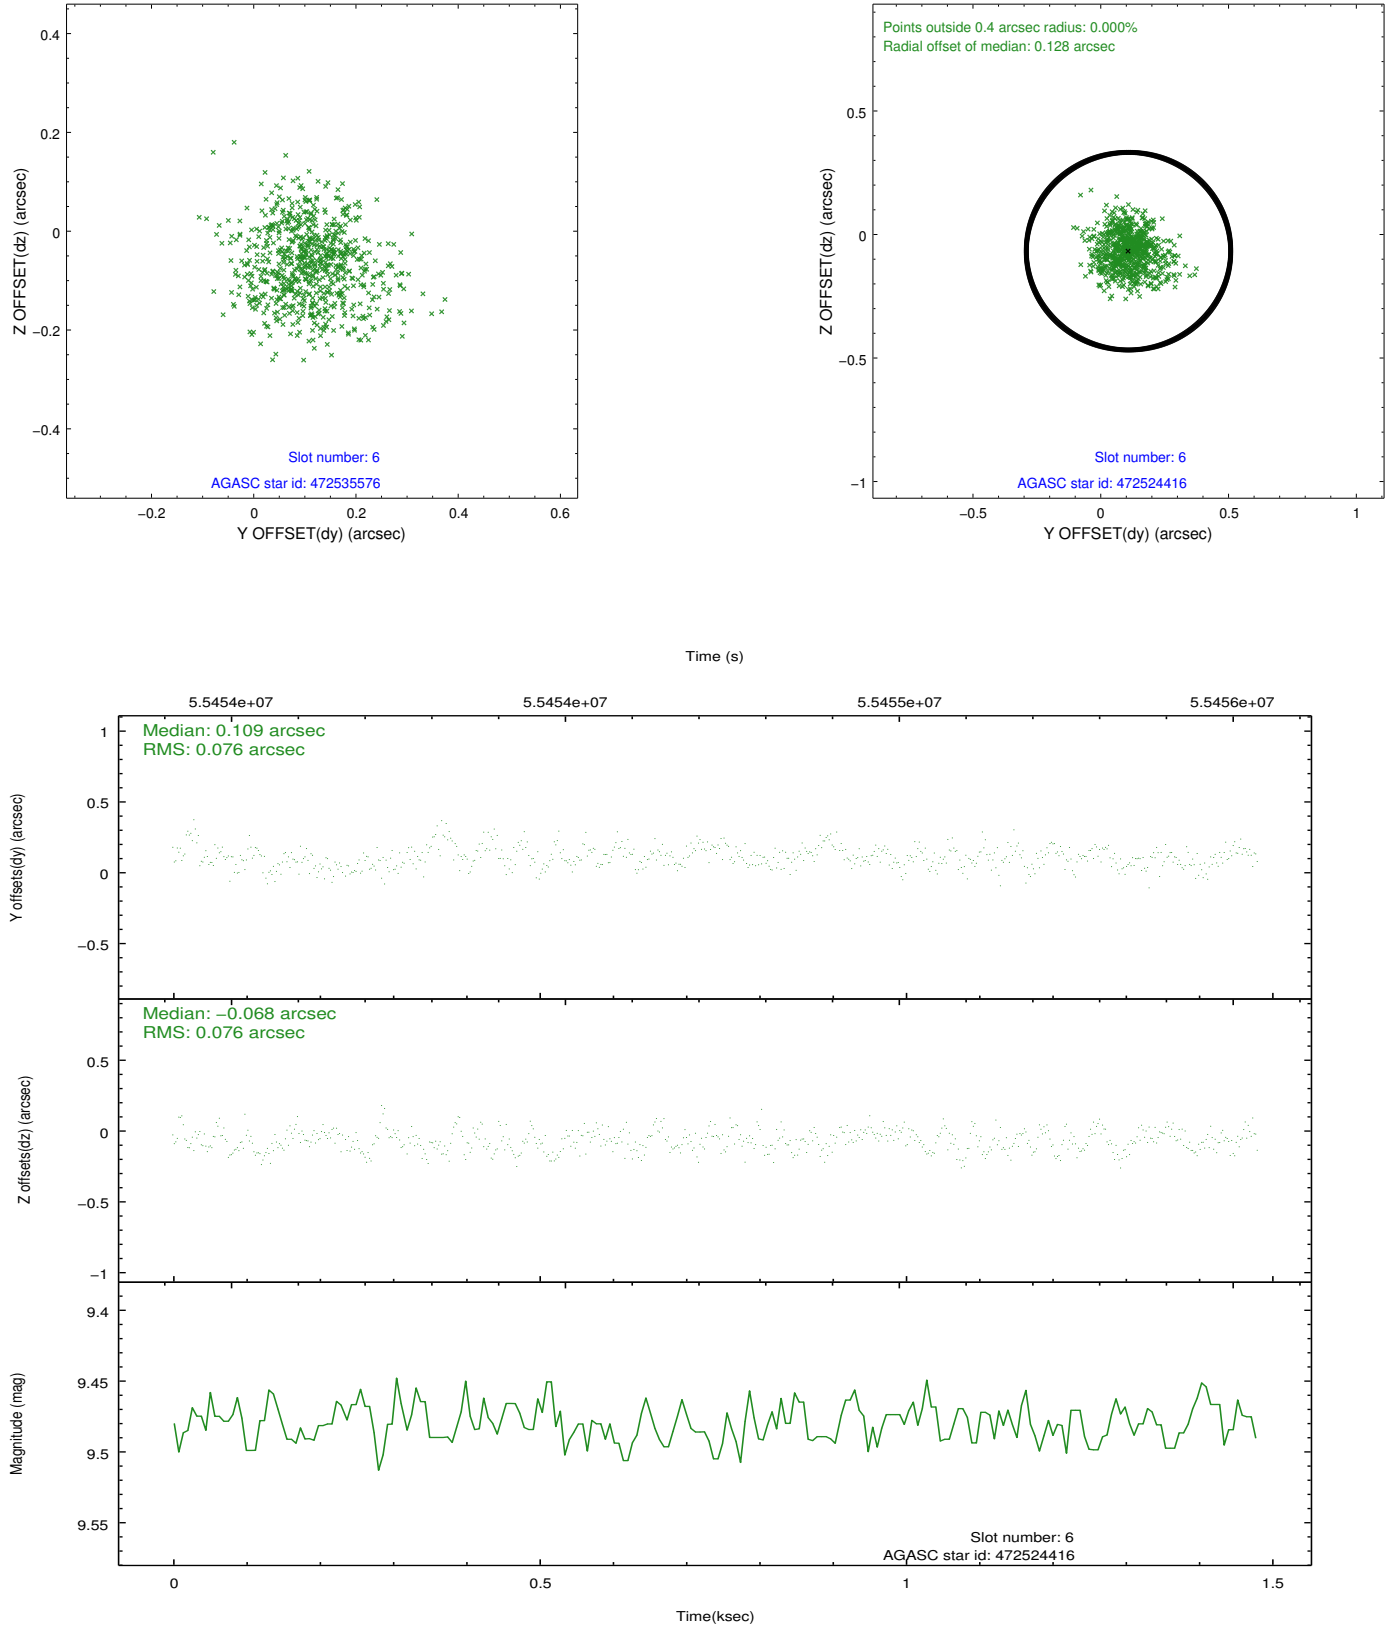 0.4
0.2
0
−0.2
−0.4
Z OFFSET(dz) (arcsec)
Slot number: 6
AGASC star id: 472535576
−0.2
0
0.2
0.4
0.6
Y OFFSET(dy) (arcsec)
Points outside 0.4 arcsec radius: 0.000%
Radial offset of median: 0.128 arcsec
0.5
0
−0.5
−1
Z OFFSET(dz) (arcsec)
Slot number: 6
AGASC star id: 472524416
−0.5
0
0.5
1
Y OFFSET(dy) (arcsec)
Time (s)
5.5454e+07
5.5454e+07
5.5455e+07
5.5456e+07
Median: 0.109 arcsec
RMS: 0.076 arcsec
1
0.5
0
−0.5
Y offsets(dy) (arcsec)
Median: −0.068 arcsec
RMS: 0.076 arcsec
0.5
0
−0.5
−1
Z offsets(dz) (arcsec)
9.4
9.45
9.5
9.55
Magnitude (mag)
Slot number: 6
AGASC star id: 472524416
0
0.5
1
1.5
Time(ksec)